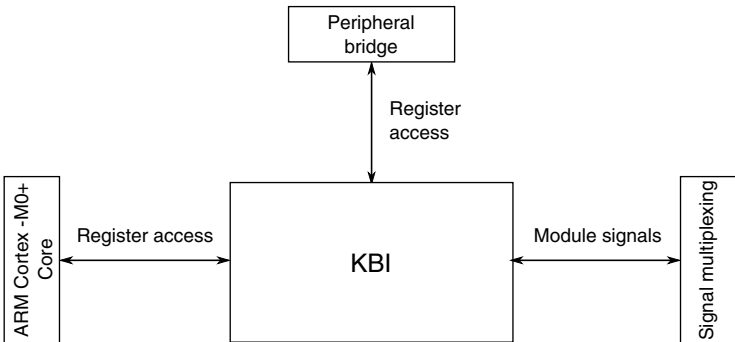 Peripheral
bridge
Register
access
ARM Cortex -M0+
Core
Register access
KBI
Module signals
Signal multiplexing